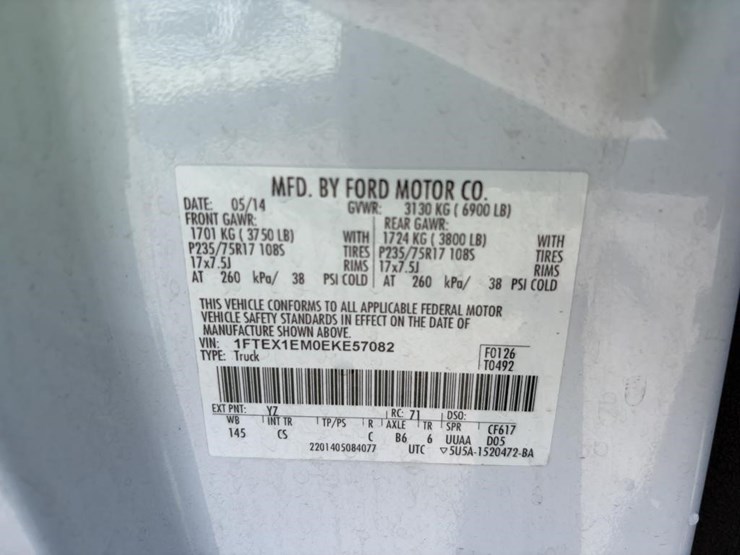 MFD. BY FORD MOTOR CO.
DATE: 05/14 GVWR: 3130 KG ( 6900 LB)
FRONT GAWR: REAR GAWR:
1701 KG ( 3750 LB) WITH 1724 KG ( 3800 LB) WITH
P235/75R17 108S TIRES P235/75R17 108S TIRES
17x7.5J RIMS 17x7.5J RIMS
AT 260 kPa/ 38 PSI COLD AT 260 kPa/ 38 PSI COLD
THIS VEHICLE CONFORMS TO ALL APPLICABLE FEDERAL MOTOR
VEHICLE SAFETY STANDARDS IN EFFECT ON THE DATE OF
MANUFACTURE SHOWN ABOVE.
VIN: 1FTEX1EM0EKE57082
TYPE: Truck
F0126
T0492
EXT PNT: YZ RC: 71 DSO:
WB INT TR TP/PS R AXLE TR SPR CF617
145 CS C B6 6 UUAA D05
2201405084077 UTC ▽5U5A-1520472-BA